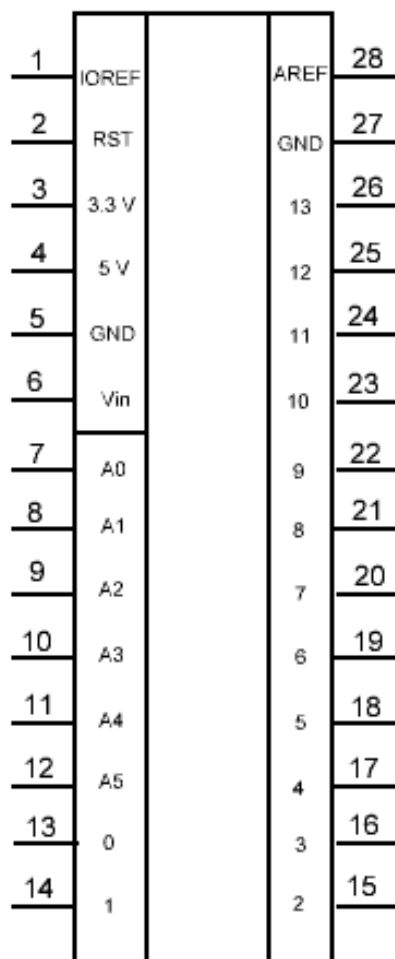 1 IOREF AREF 28
2 RST GND 27
3 3.3 V 13 26
4 5 V 12 25
5 GND 11 24
6 Vin 10 23
7 A0 9 22
8 A1 8 21
9 A2 7 20
10 A3 6 19
11 A4 5 18
12 A5 4 17
13 0 3 16
14 1 2 15